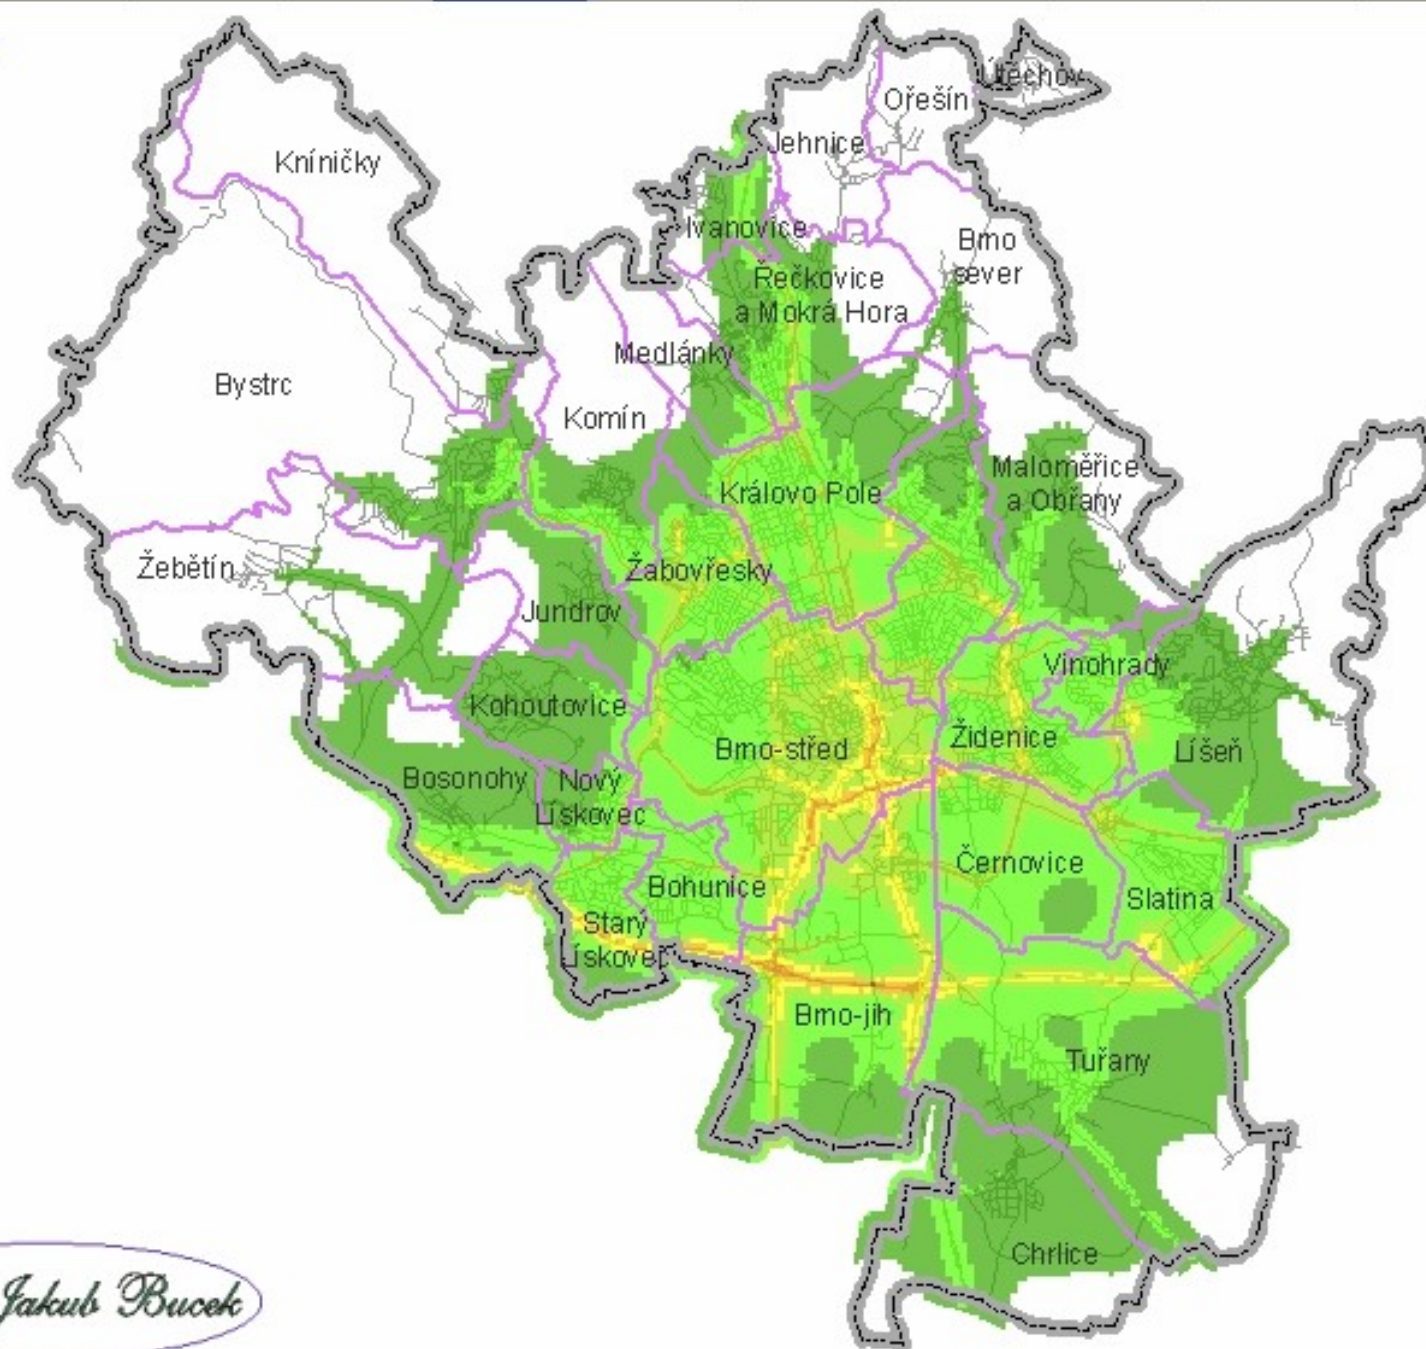 Útěchov
Ořešín
Jehnice
Kníničky
Ivanovice
Brno
sever
Řečkovice
a Mokrá Hora
Medlánky
Bystrc
Komín
Maloměřice
a Obřany
Královo Pole
Žebětín
Žabovřesky
Jundrov
Vinohrady
Kohoutovice
Brno-střed
Židenice
Líšeň
Bosonohy
Nový
Lískovec
Černovice
Bohunice
Slatina
Starý
Lískovec
Brno-jih
Tuřany
Chrlice
Jakub Bucek